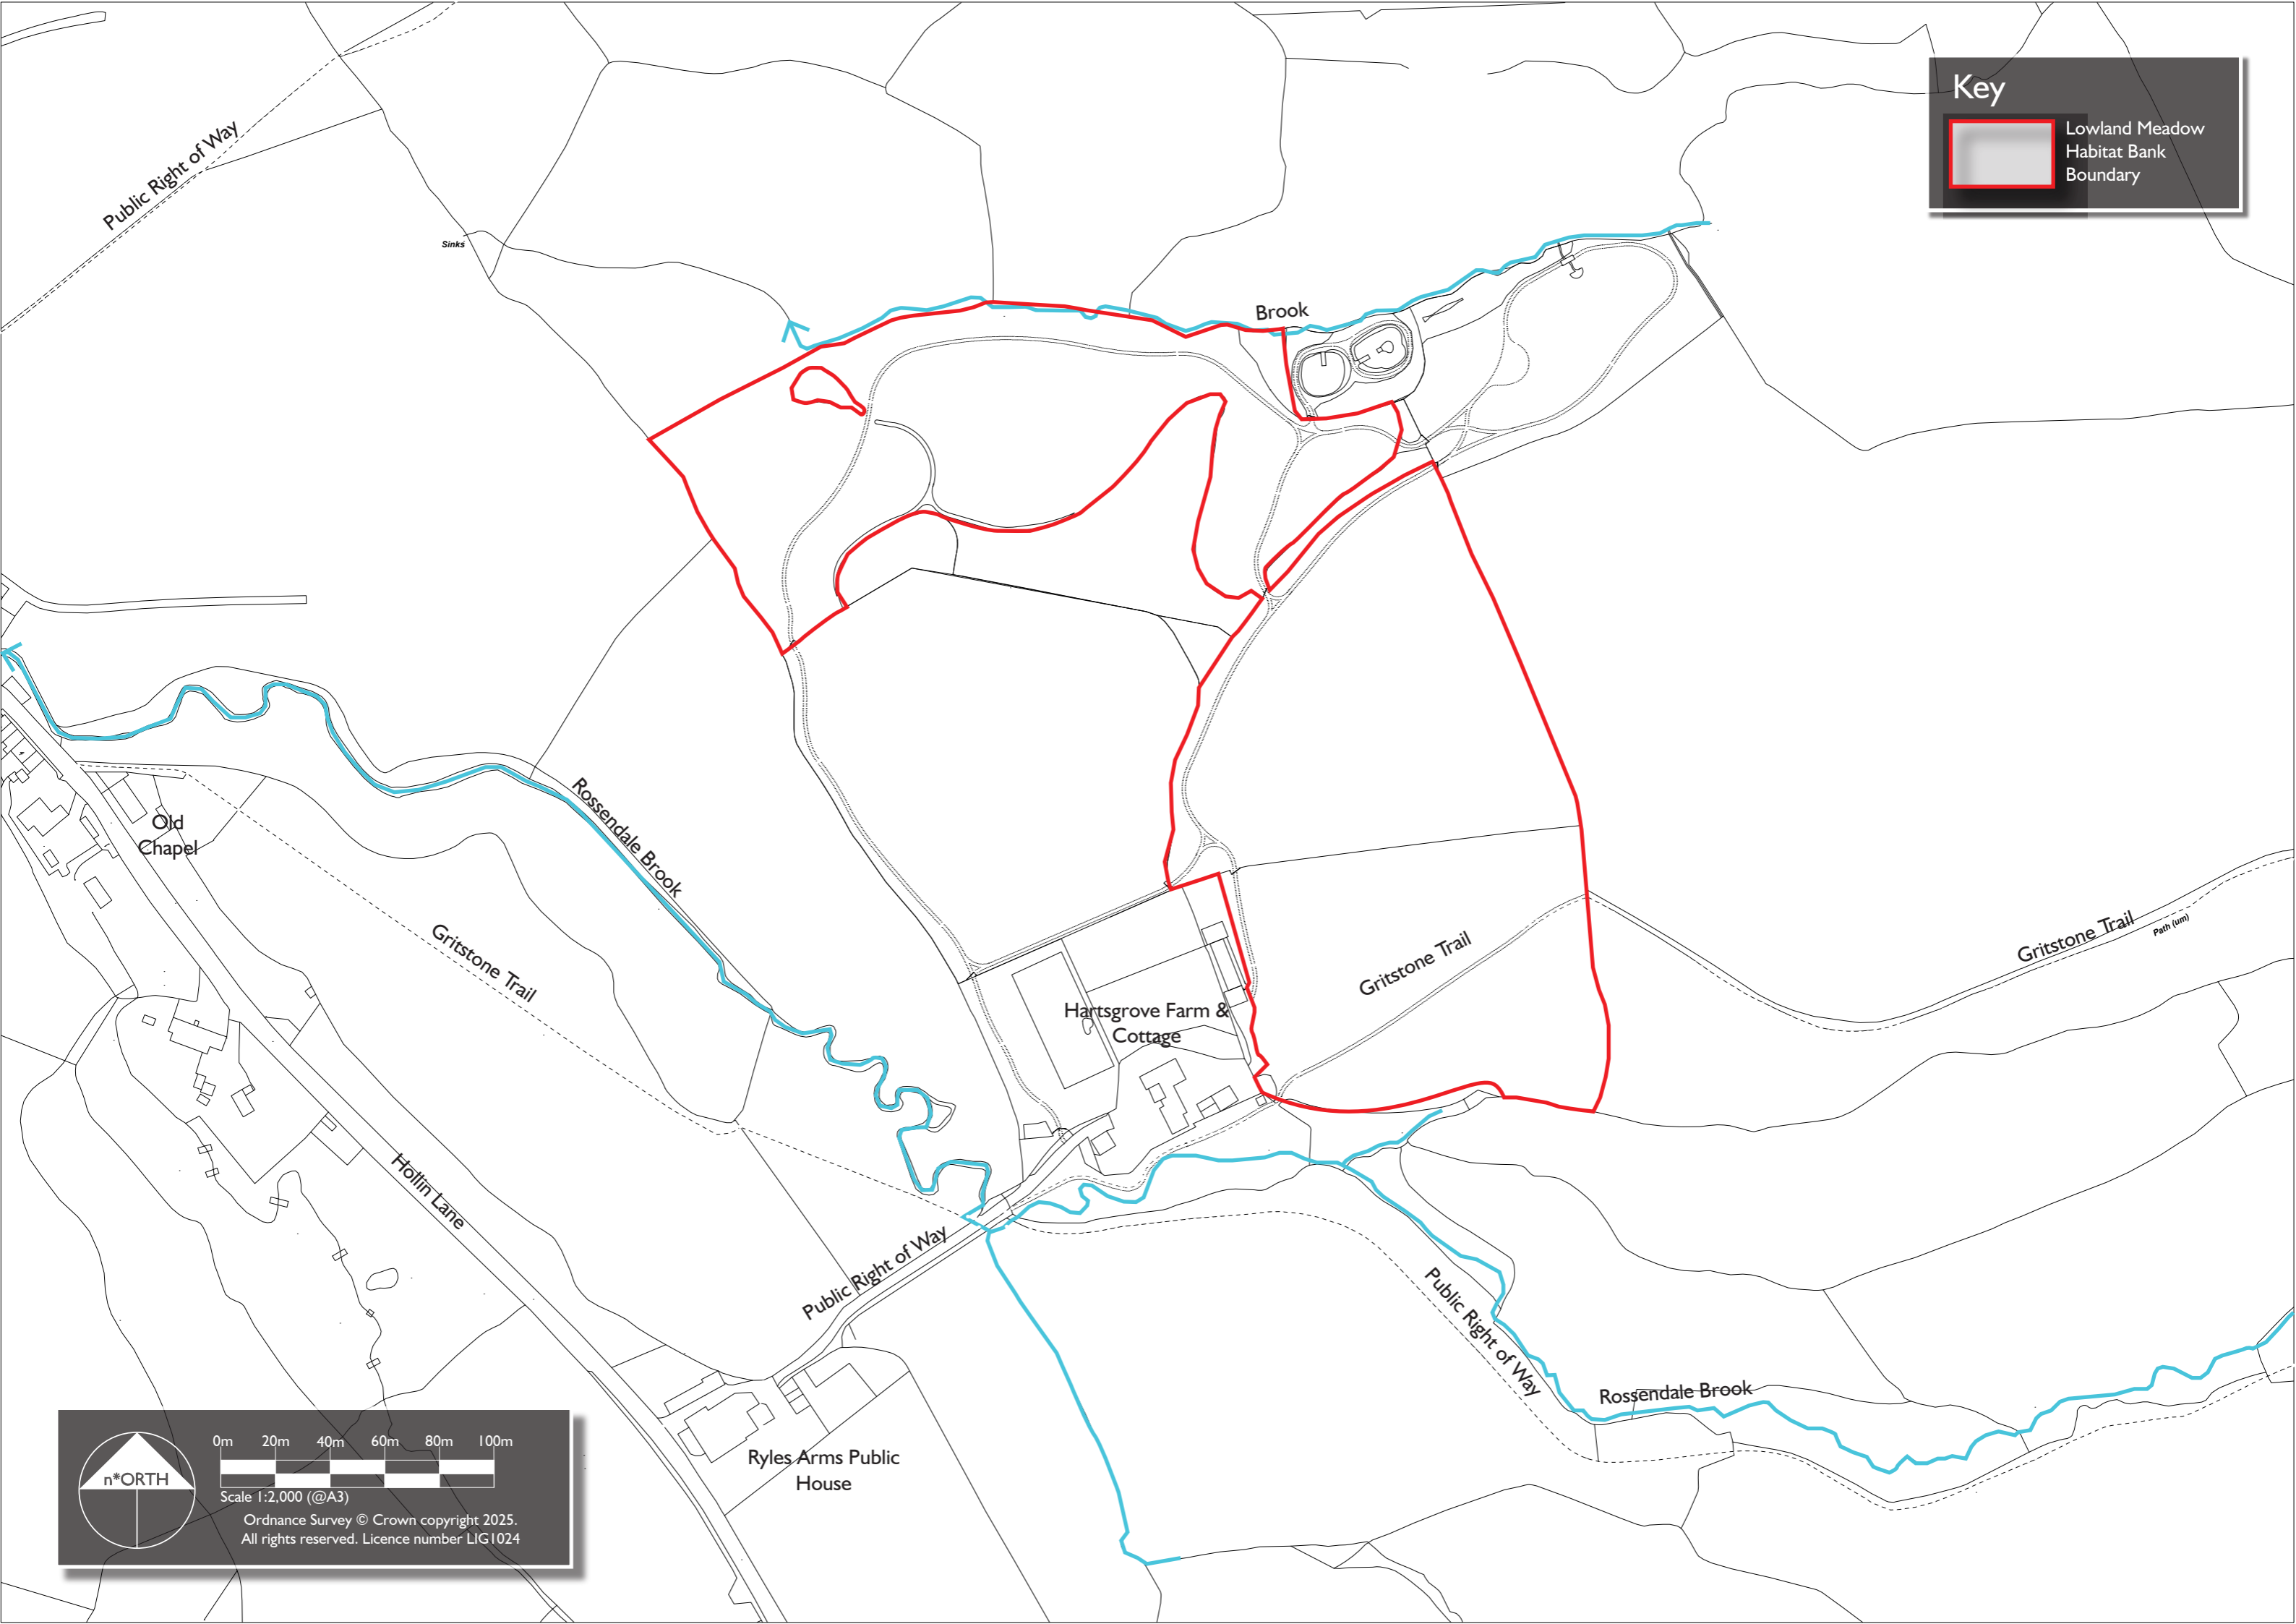 Key
Lowland Meadow
Habitat Bank
Boundary
Public Right of Way
Sinks
Brook
Old
Chapel
Rossendale Brook
Gritstone Trail
Gritstone Trail
Gritstone Trail
Path (um)
Hartsgrove Farm &
Cottage
Hollin Lane
Public Right of Way
Public Right of Way
Rossendale Brook
Ryles Arms Public
House
n*ORTH
0m 20m 40m 60m 80m 100m
Scale 1:2,000 (@A3)
Ordnance Survey © Crown copyright 2025.
All rights reserved. Licence number LIG1024